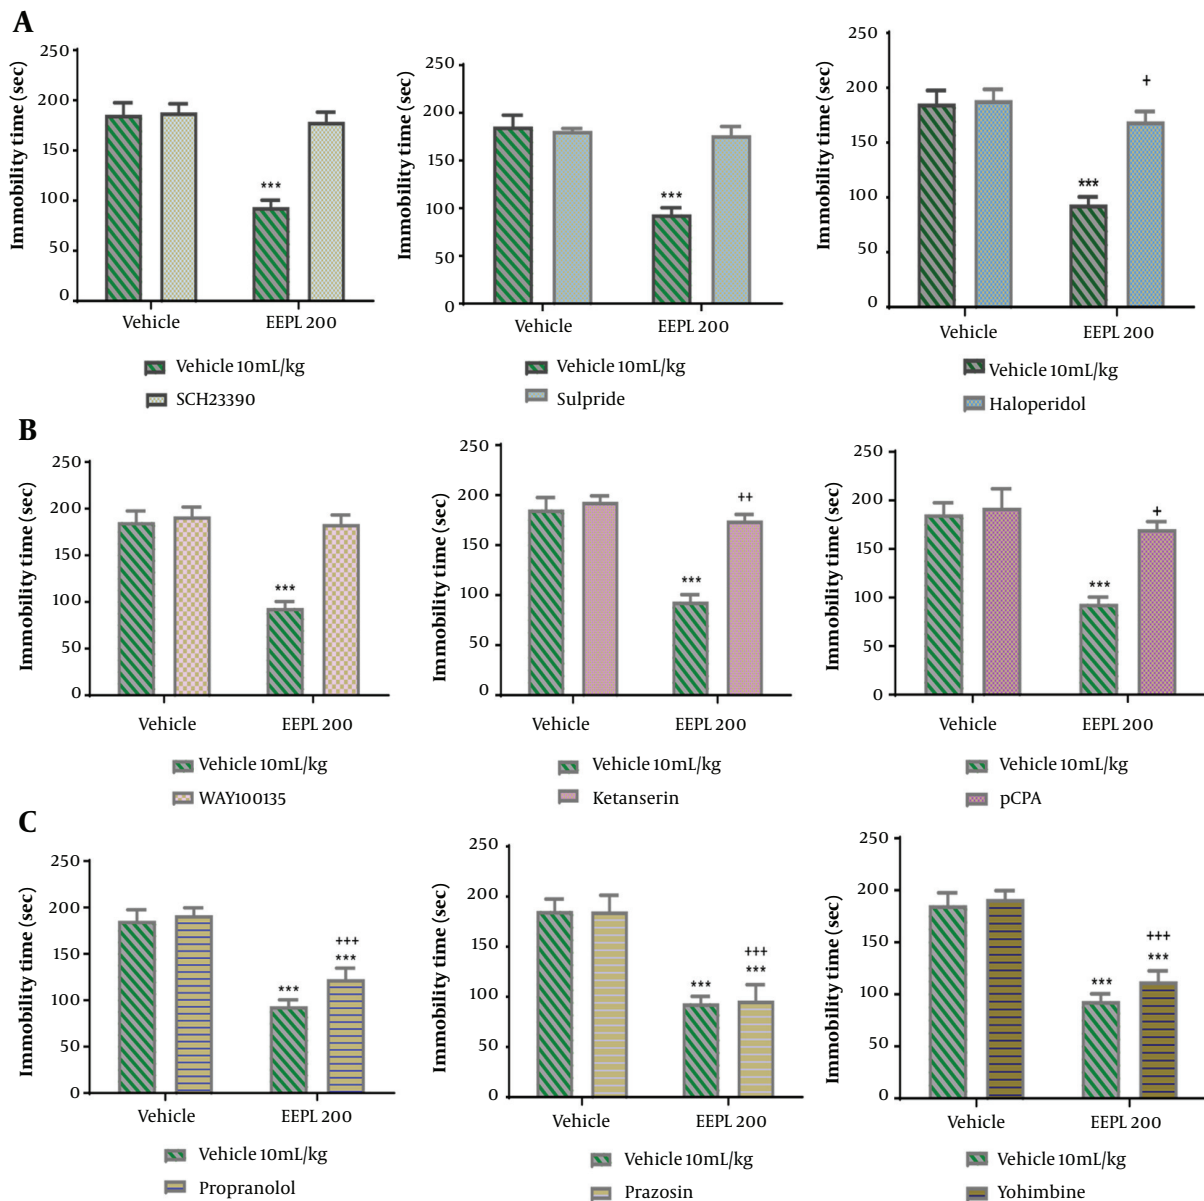 A
Immobility time (sec)
250
200
150
100
50
0
***
Vehicle
EEPL 200
Vehicle 10mL/kg
SCH23390
Immobility time (sec)
250
200
150
100
50
0
***
Vehicle
EEPL 200
Vehicle 10mL/kg
Sulpride
Immobility time (sec)
250
200
150
100
50
0
***
+
Vehicle
EEPL 200
Vehicle 10mL/kg
Haloperidol
B
Immobility time (sec)
250
200
150
100
50
0
***
Vehicle
EEPL 200
Vehicle 10mL/kg
WAY100135
Immobility time (sec)
250
200
150
100
50
0
***
++
Vehicle
EEPL 200
Vehicle 10mL/kg
Ketanserin
Immobility time (sec)
250
200
150
100
50
0
***
+
Vehicle
EEPL 200
Vehicle 10mL/kg
pCPA
C
Immobility time (sec)
250
200
150
100
50
0
***
+++
***
Vehicle
EEPL 200
Vehicle 10mL/kg
Propranolol
Immobility time (sec)
250
200
150
100
50
0
***
+++
***
Vehicle
EEPL 200
Vehicle 10mL/kg
Prazosin
Immobility time (sec)
250
200
150
100
50
0
***
+++
***
Vehicle
EEPL 200
Vehicle 10mL/kg
Yohimbine